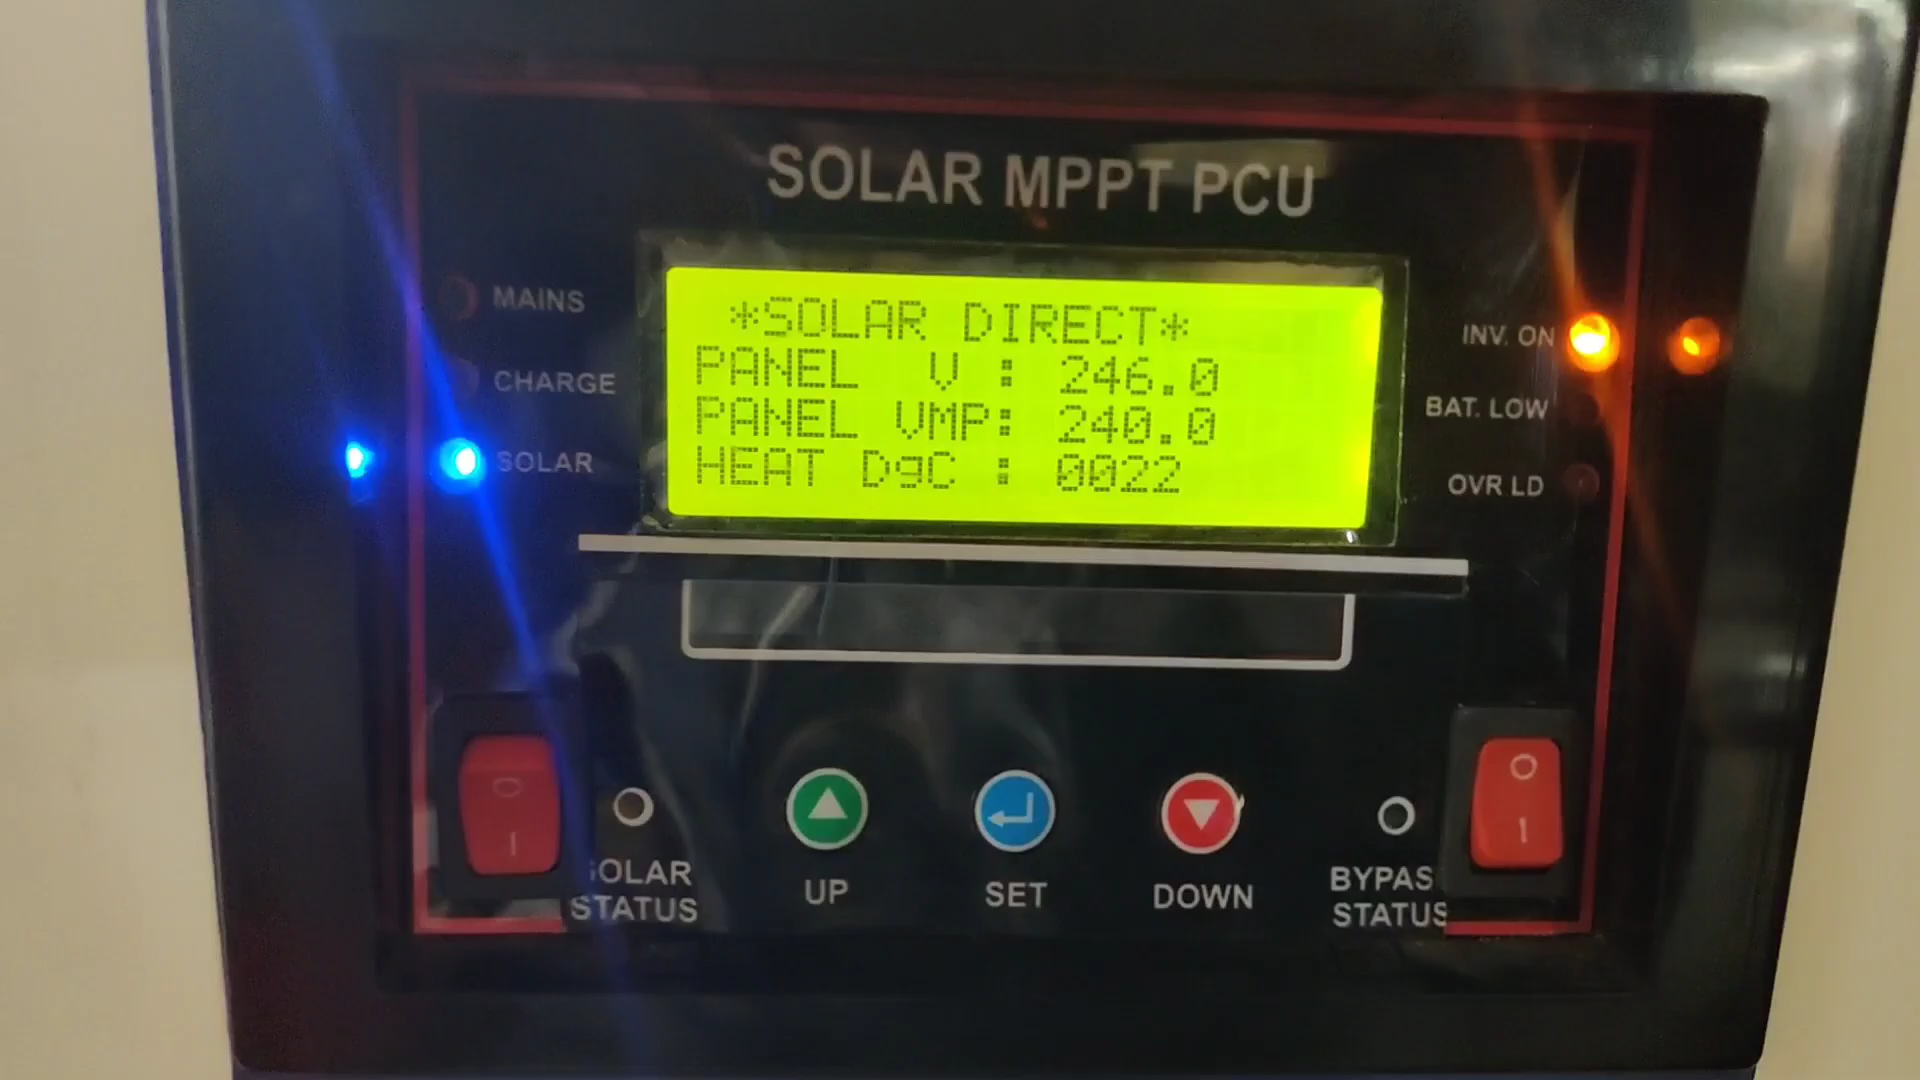 SOLAR MPPT PCU
MAINS
CHARGE
SOLAR
*SOLAR DIRECT*
PANEL V : 246.0
PANEL VMP: 240.0
HEAT DgC : 0022
INV. ON
BAT. LOW
OVR LD
O
I
OLAR
STATUS
UP
SET
DOWN
BYPAS
STATUS
O
I